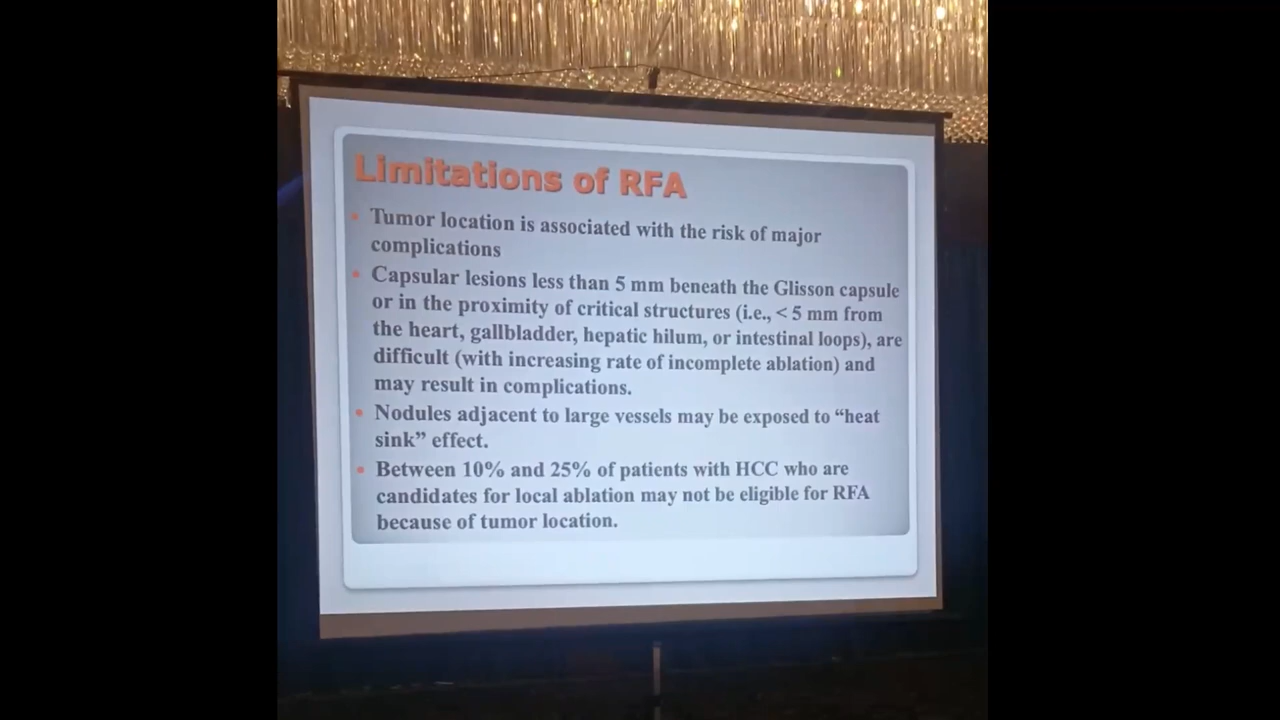 Limitations of RFA
• Tumor location is associated with the risk of major
complications
• Capsular lesions less than 5 mm beneath the Glisson capsule
or in the proximity of critical structures (i.e., < 5 mm from
the heart, gallbladder, hepatic hilum, or intestinal loops), are
difficult (with increasing rate of incomplete ablation) and
may result in complications.
• Nodules adjacent to large vessels may be exposed to “heat
sink” effect.
• Between 10% and 25% of patients with HCC who are
candidates for local ablation may not be eligible for RFA
because of tumor location.